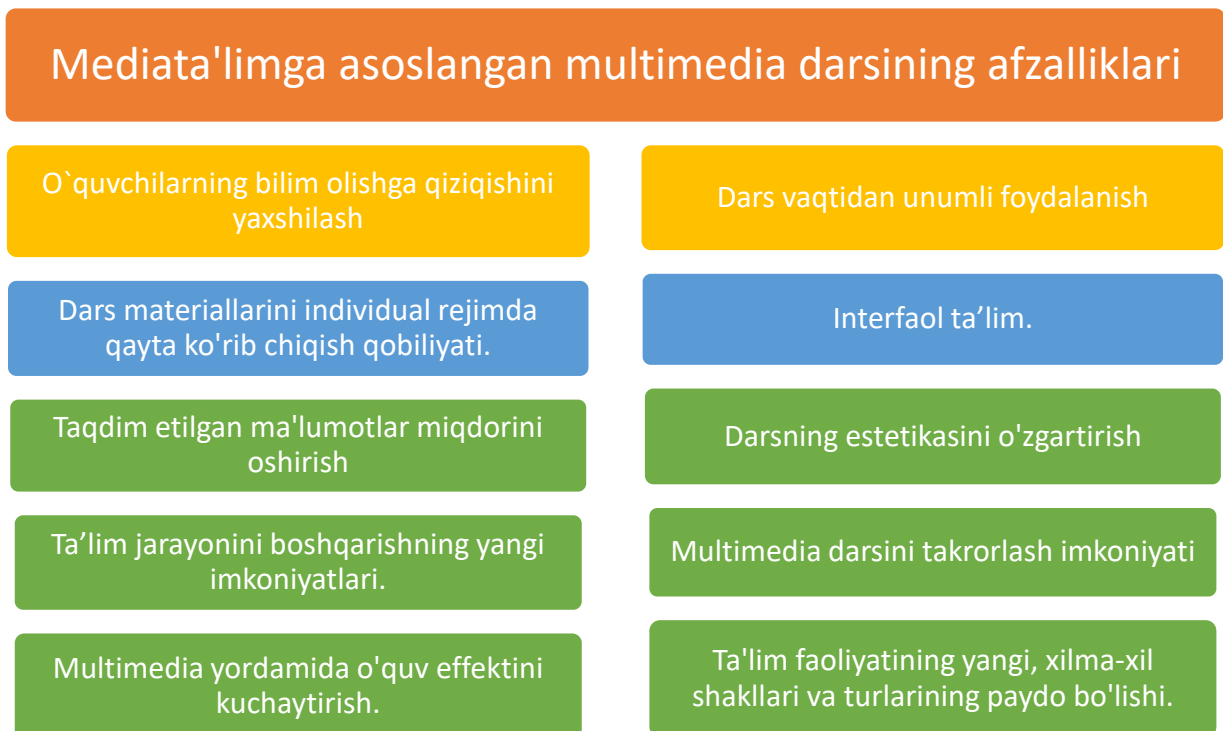 Mediata'limga asoslangan multimedia darsining afzalliklari
O`quvchilarning bilim olishga qiziqishini
yaxshilash
Dars vaqtidan unumli foydalanish
Dars materiallarini individual rejimda
qayta ko'rib chiqish qobiliyati.
Interfaol ta’lim.
Taqdim etilgan ma'lumotlar miqdorini
oshirish
Darsning estetikasini o'zgartirish
Ta’lim jarayonini boshqarishning yangi
imkoniyatlari.
Multimedia darsini takrorlash imkoniyati
Multimedia yordamida o'quv effektini
kuchaytirish.
Ta'lim faoliyatining yangi, xilma-xil
shakllari va turlarining paydo bo'lishi.